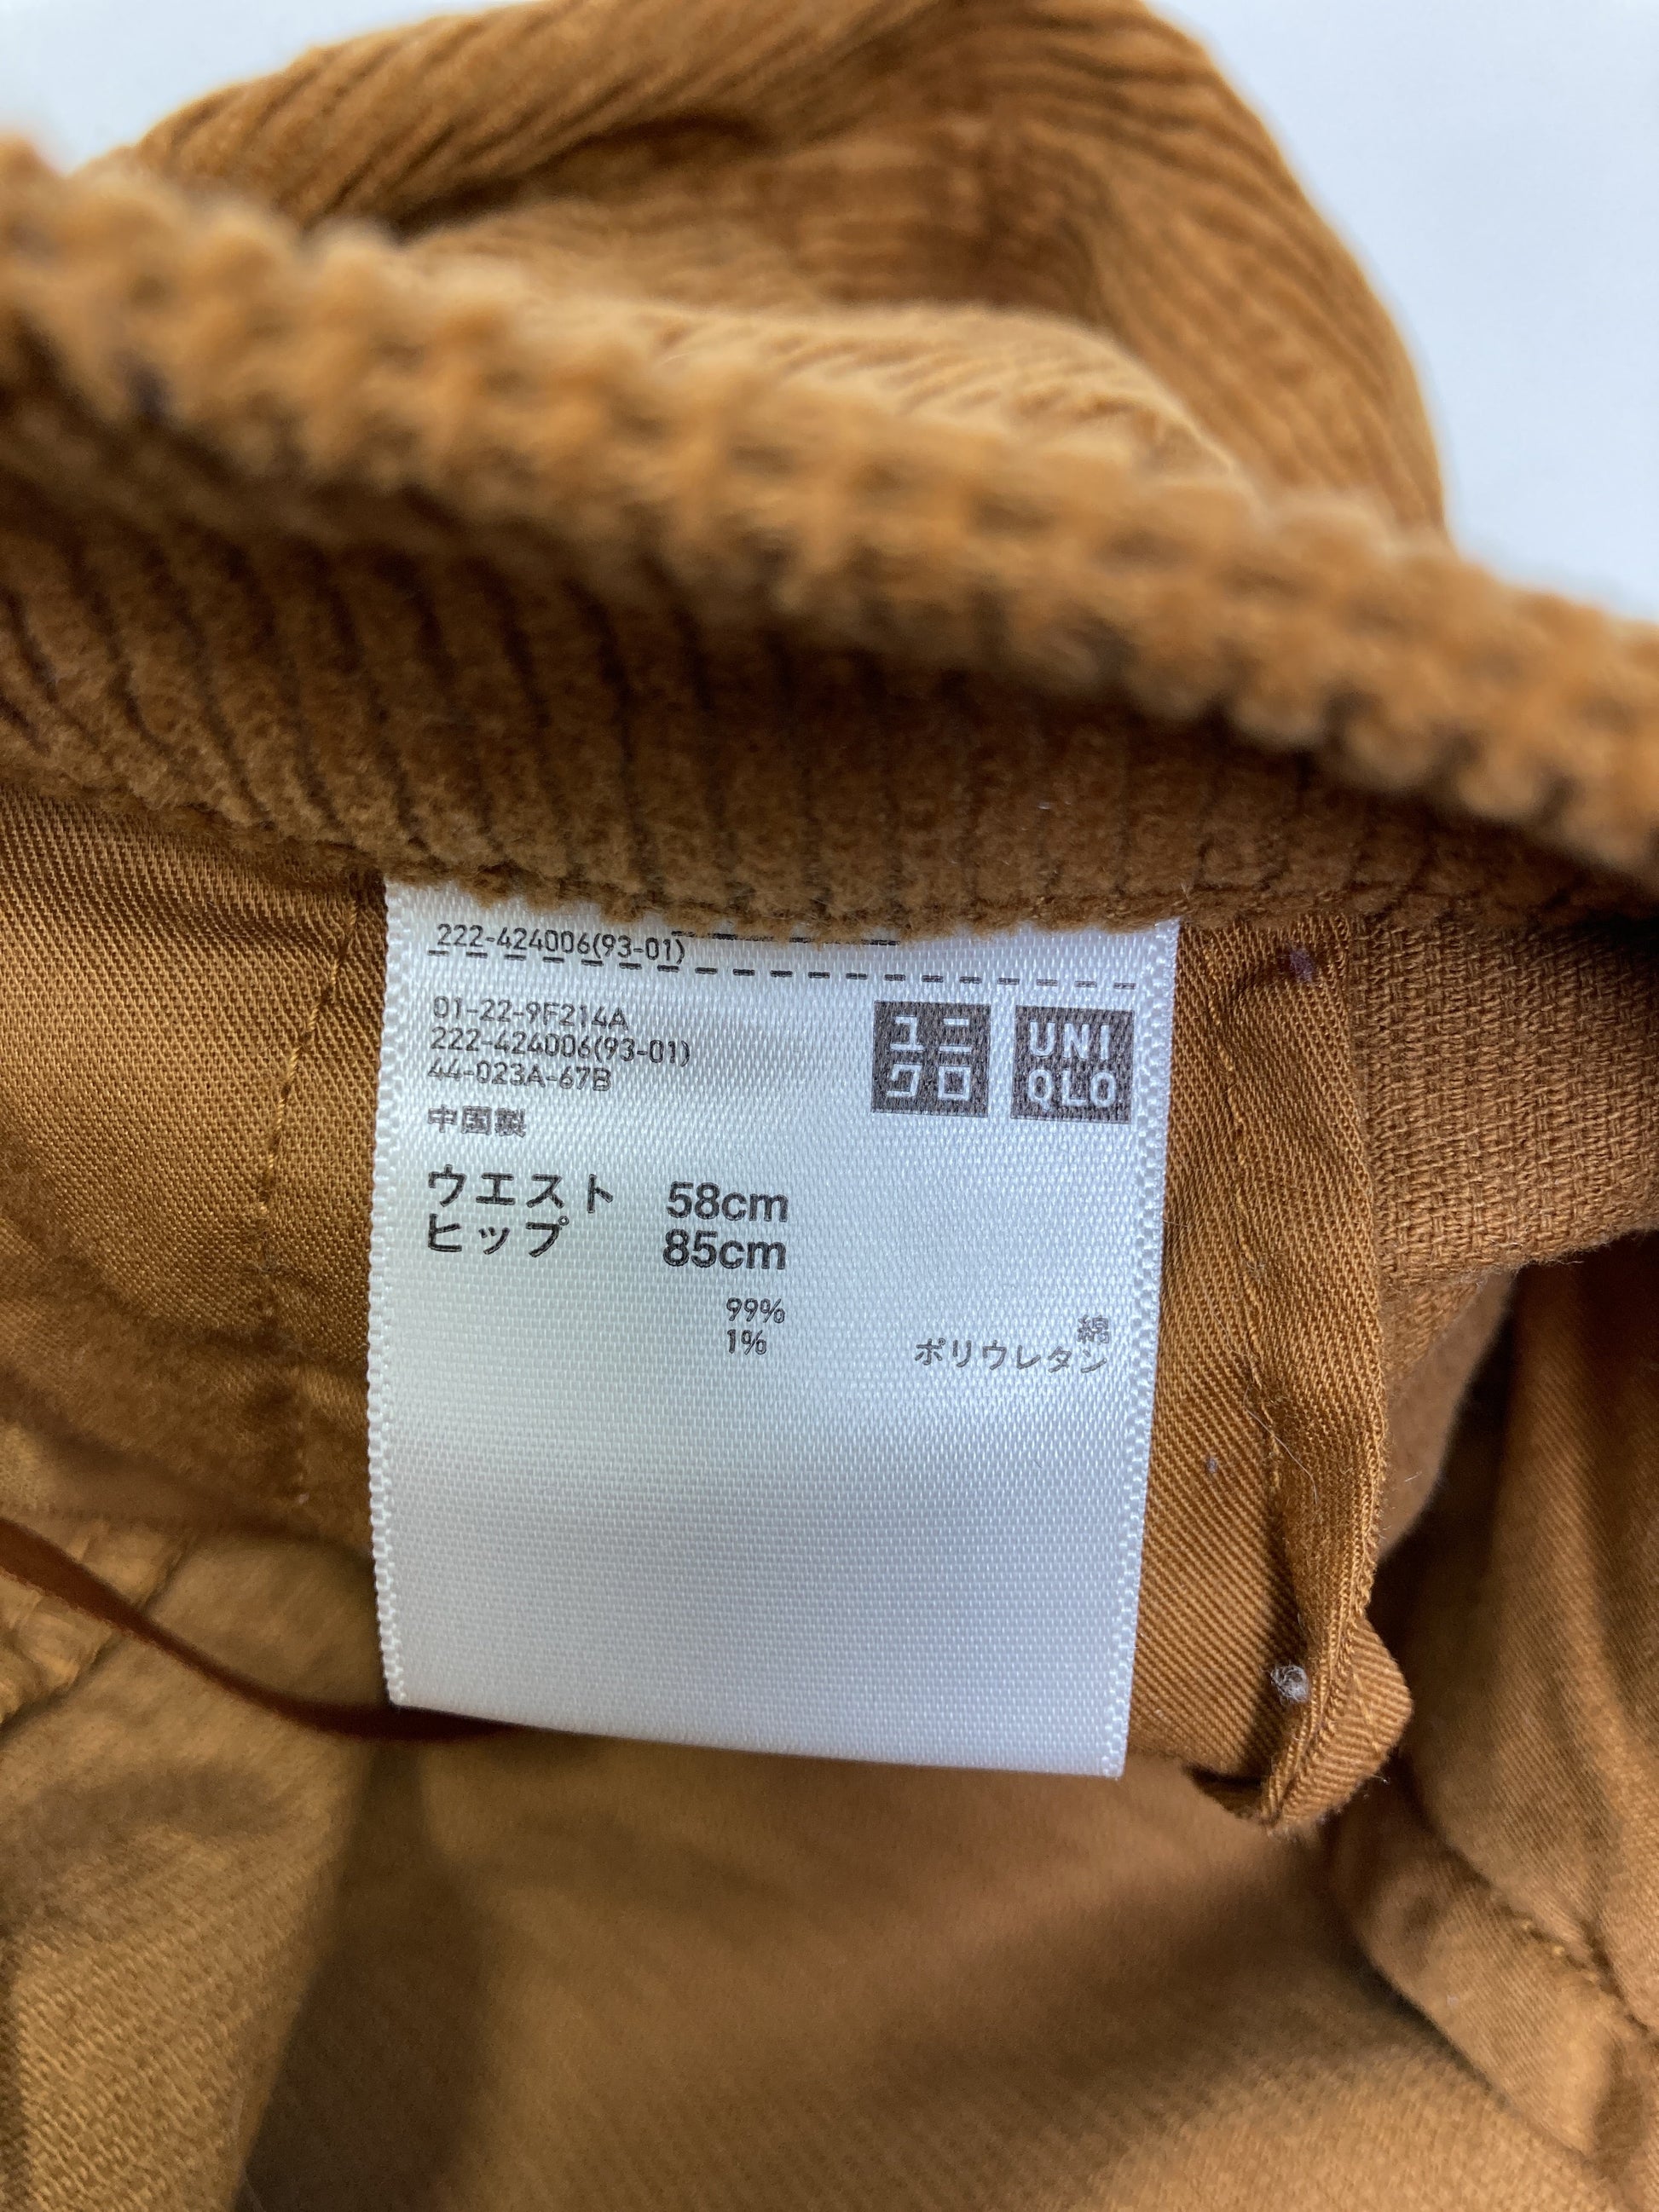 222-424006(93-01)
01-22-9F214A
222-424006(93-01)
44-023A-67B
中国製
ユニ
クロ
UNI
QLO
ウエスト 58cm
ヒップ 85cm
99% 綿
1% ポリウレタン